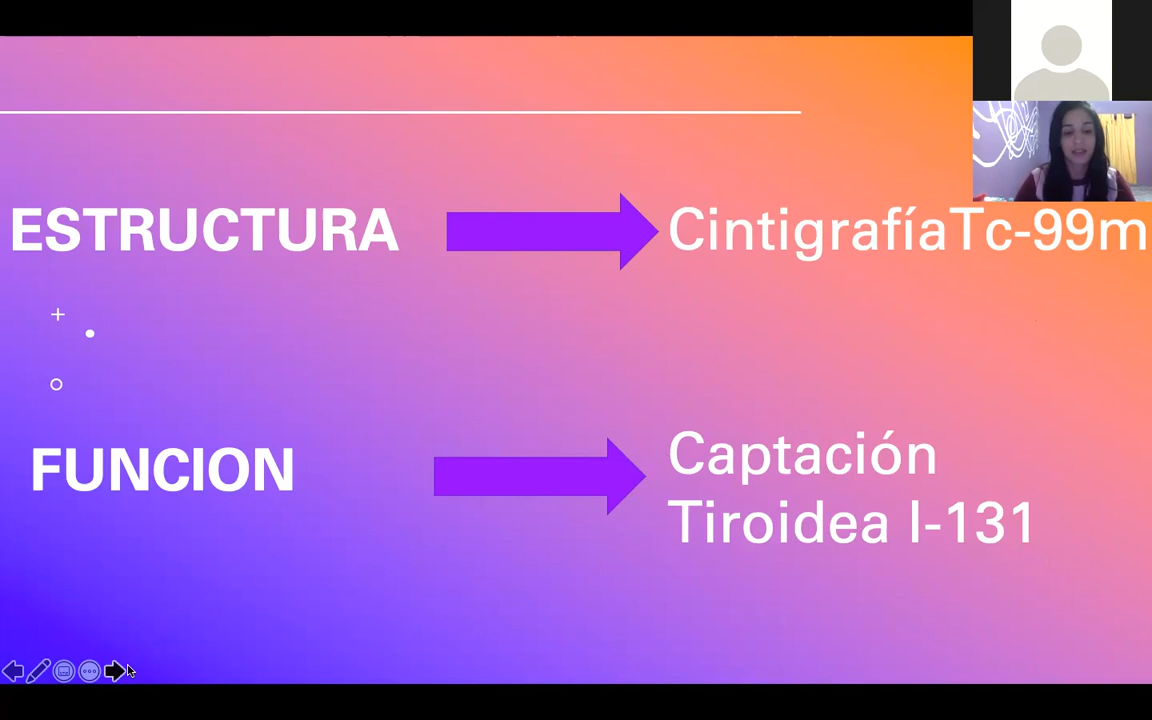 ESTRUCTURA
CintigrafíaTc-99m
FUNCION
Captación
Tiroidea I-131